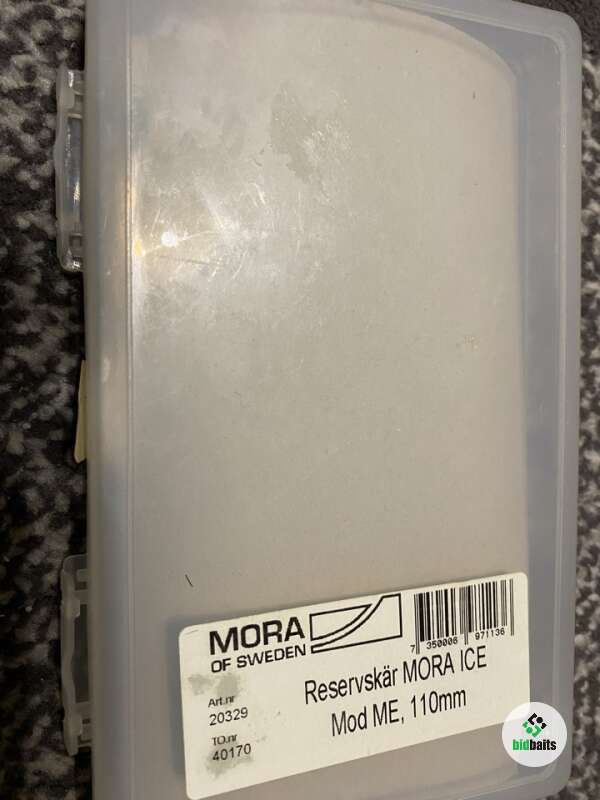 MORA
OF SWEDEN
7 350006 971136
Art.nr
20329
Reservskär MORA ICE
Mod ME, 110mm
TO.nr
40170
bidbaits